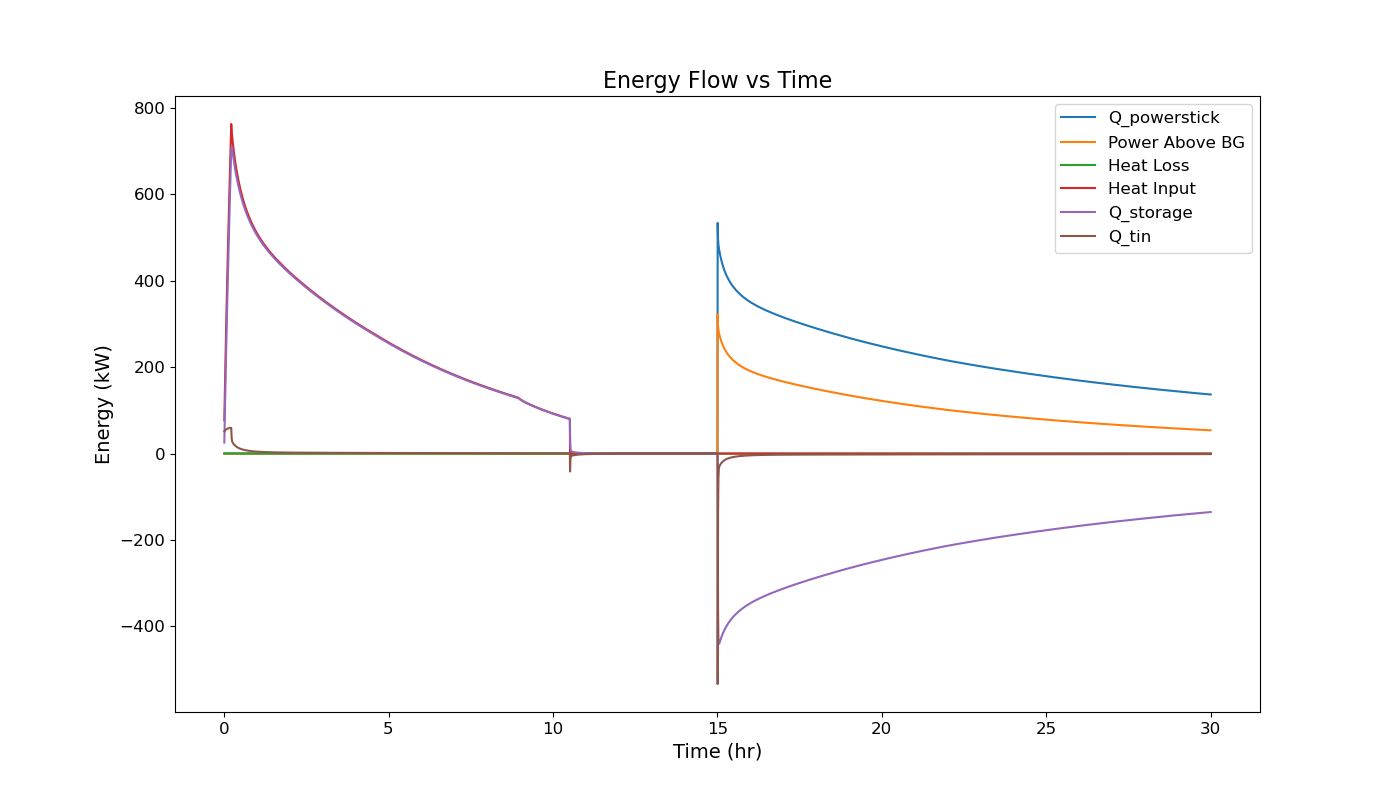 Energy Flow vs Time
Energy (kW)
800
600
400
200
0
−200
−400
Q_powerstick
Power Above BG
Heat Loss
Heat Input
Q_storage
Q_tin
0 5 10 15 20 25 30
Time (hr)